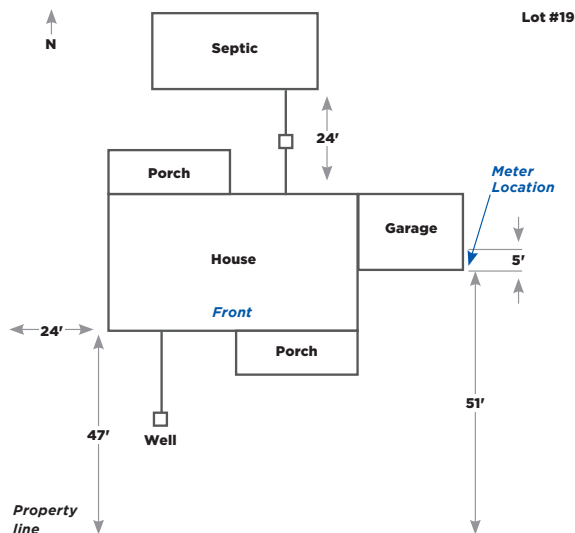 Lot #19
N
Septic
24'
Porch
Meter
Location
Garage
House
5'
Front
24'
Porch
51'
47'
Well
Property
line